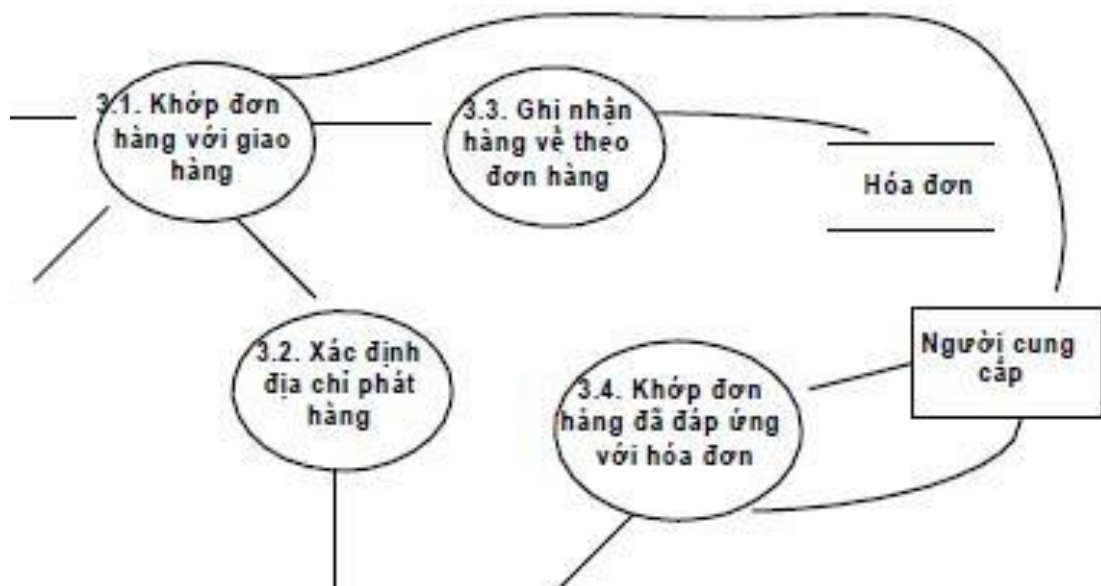 3.1. Khớp đơn
hàng với giao
hàng
3.3. Ghi nhận
hàng về theo
đơn hàng
Hóa đơn
3.2. Xác định
địa chỉ phát
hàng
3.4. Khớp đơn
hàng đã đáp ứng
với hóa đơn
Người cung
cấp